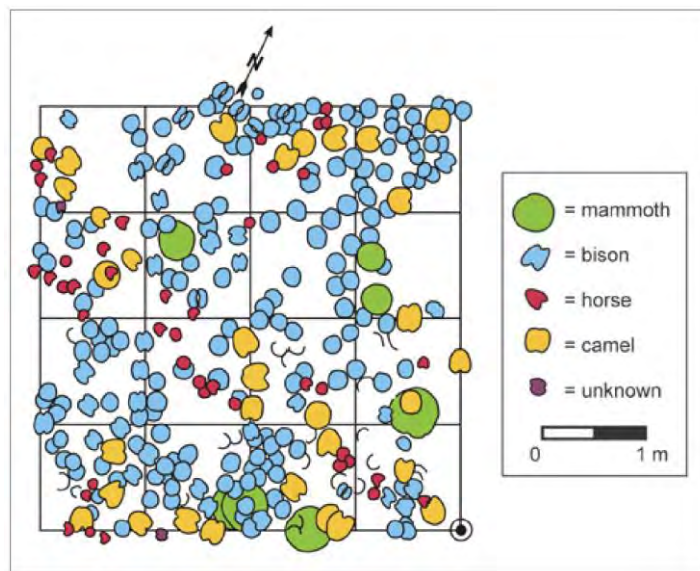 N
= mammoth
= bison
= horse
= camel
= unknown
0 1 m